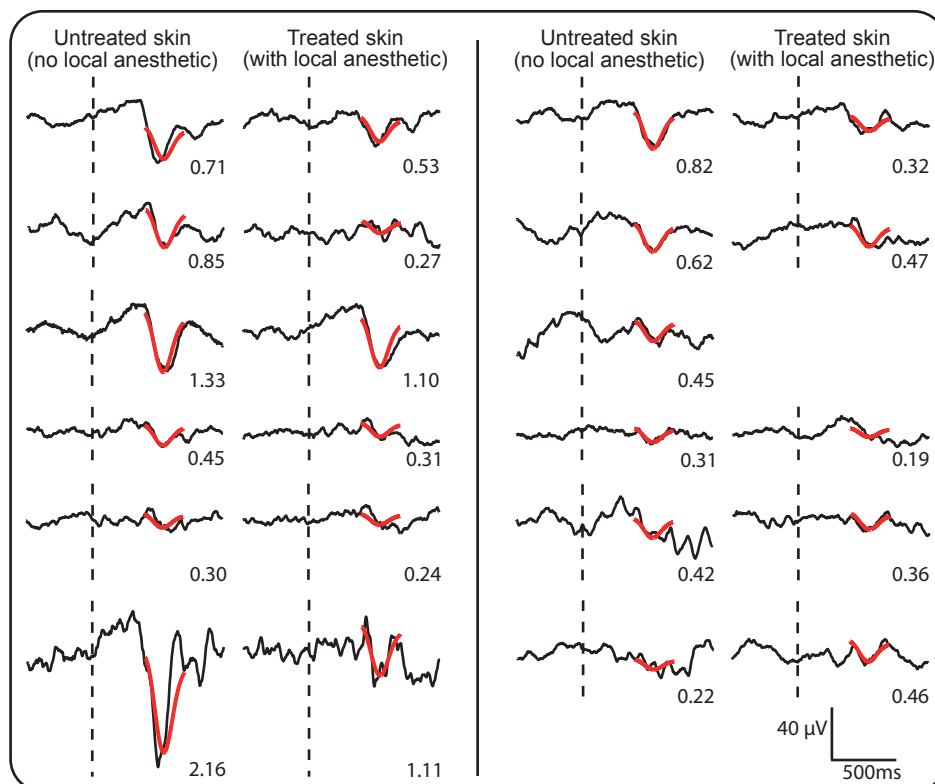 Untreated skin
(no local anesthetic)
Treated skin
(with local anesthetic)
Untreated skin
(no local anesthetic)
Treated skin
(with local anesthetic)
0.71
0.53
0.82
0.32
0.85
0.27
0.62
0.47
1.33
1.10
0.45
0.45
0.31
0.31
0.19
0.30
0.24
0.42
0.36
2.16
1.11
0.22
0.46
40 μV
500ms